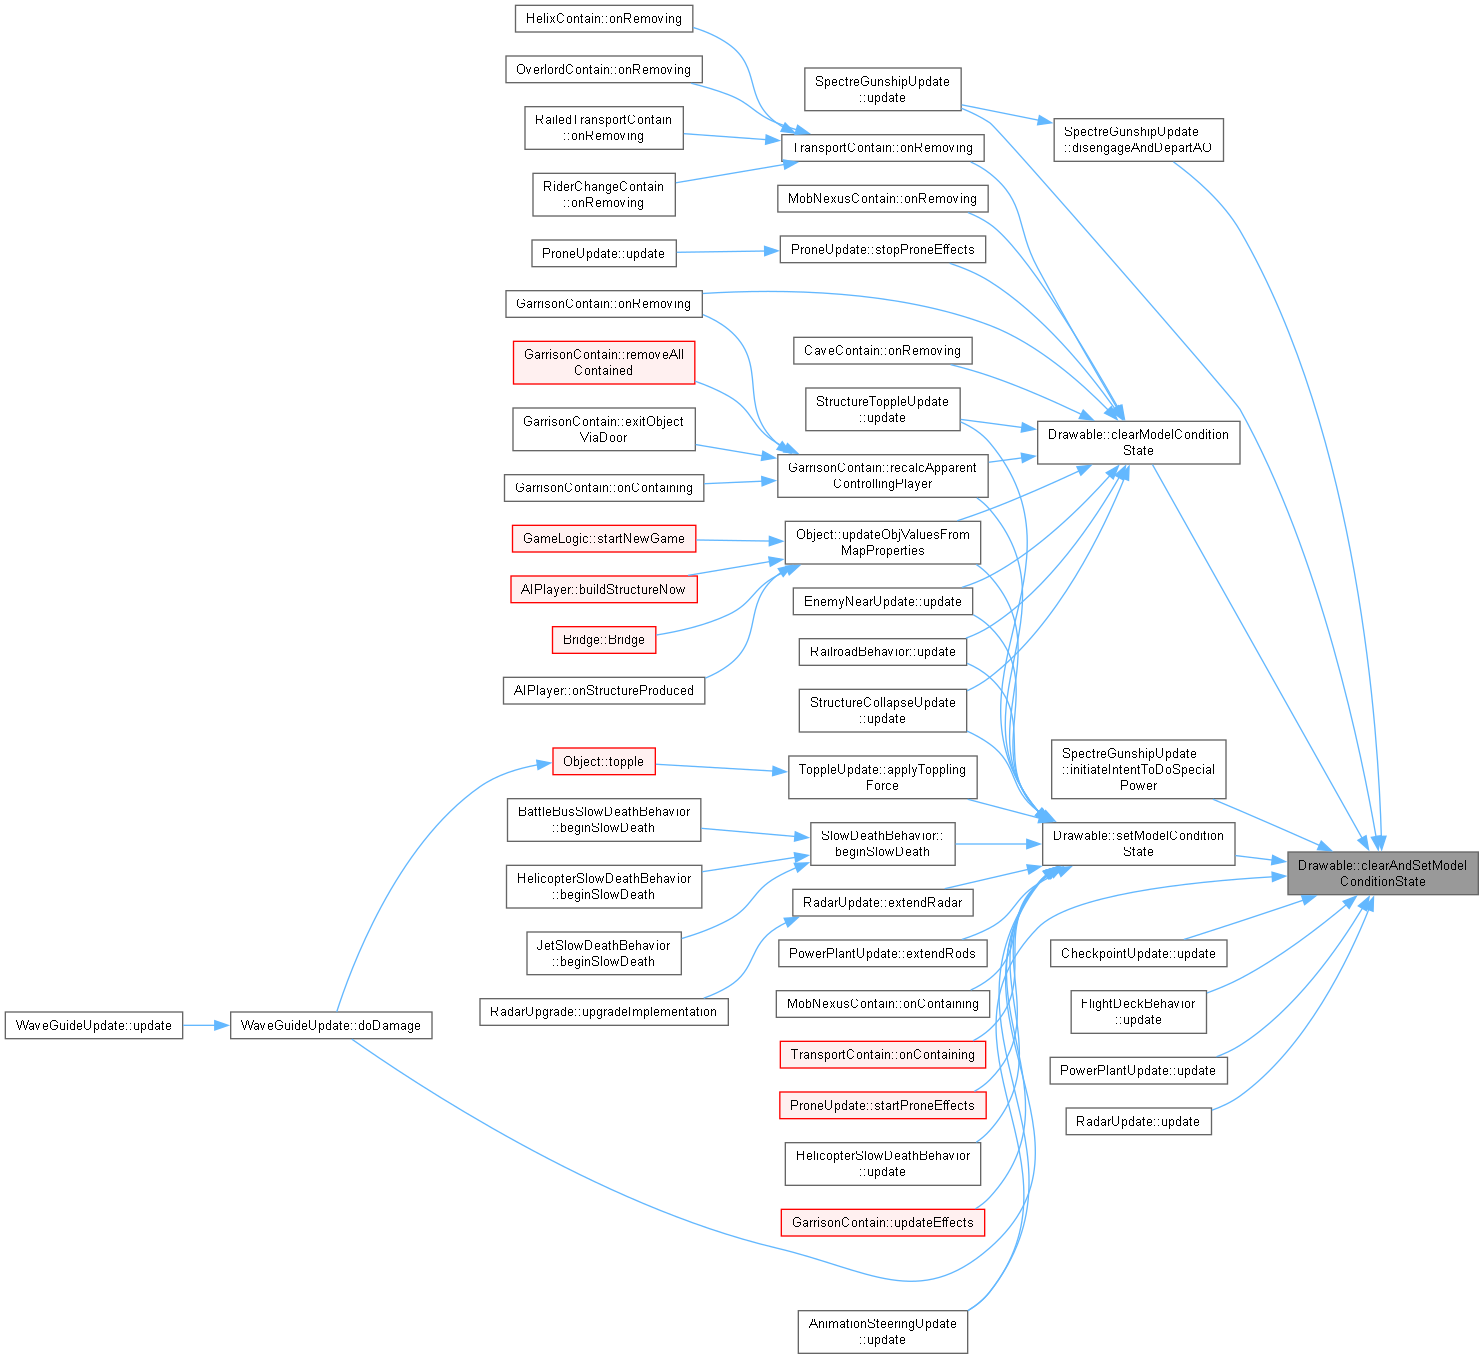 HelixContain::onRemoving
OverlordContain::onRemoving
RailedTransportContain
::onRemoving
RiderChangeContain
::onRemoving
ProneUpdate::update
GarrisonContain::onRemoving
GarrisonContain::removeAll
Contained
GarrisonContain::exitObject
ViaDoor
GarrisonContain::onContaining
GameLogic::startNewGame
AIPlayer::buildStructureNow
Bridge::Bridge
AIPlayer::onStructureProduced
Object::topple
BattleBusSlowDeathBehavior
::beginSlowDeath
HelicopterSlowDeathBehavior
::beginSlowDeath
JetSlowDeathBehavior
::beginSlowDeath
RadarUpgrade::upgradeImplementation
WaveGuideUpdate::update
WaveGuideUpdate::doDamage
SpectreGunshipUpdate
::update
TransportContain::onRemoving
MobNexusContain::onRemoving
ProneUpdate::stopProneEffects
CaveContain::onRemoving
StructureToppleUpdate
::update
GarrisonContain::recalcApparent
ControllingPlayer
Object::updateObjValuesFrom
MapProperties
EnemyNearUpdate::update
RailroadBehavior::update
StructureCollapseUpdate
::update
ToppleUpdate::applyToppling
Force
SlowDeathBehavior::
beginSlowDeath
RadarUpdate::extendRadar
PowerPlantUpdate::extendRods
MobNexusContain::onContaining
TransportContain::onContaining
ProneUpdate::startProneEffects
HelicopterSlowDeathBehavior
::update
GarrisonContain::updateEffects
AnimationSteeringUpdate
::update
SpectreGunshipUpdate
::disengageAndDepartAO
Drawable::clearModelCondition
State
SpectreGunshipUpdate
::initiateIntentToDoSpecial
Power
Drawable::setModelCondition
State
CheckpointUpdate::update
FlightDeckBehavior
::update
PowerPlantUpdate::update
RadarUpdate::update
Drawable::clearAndSetModel
ConditionState